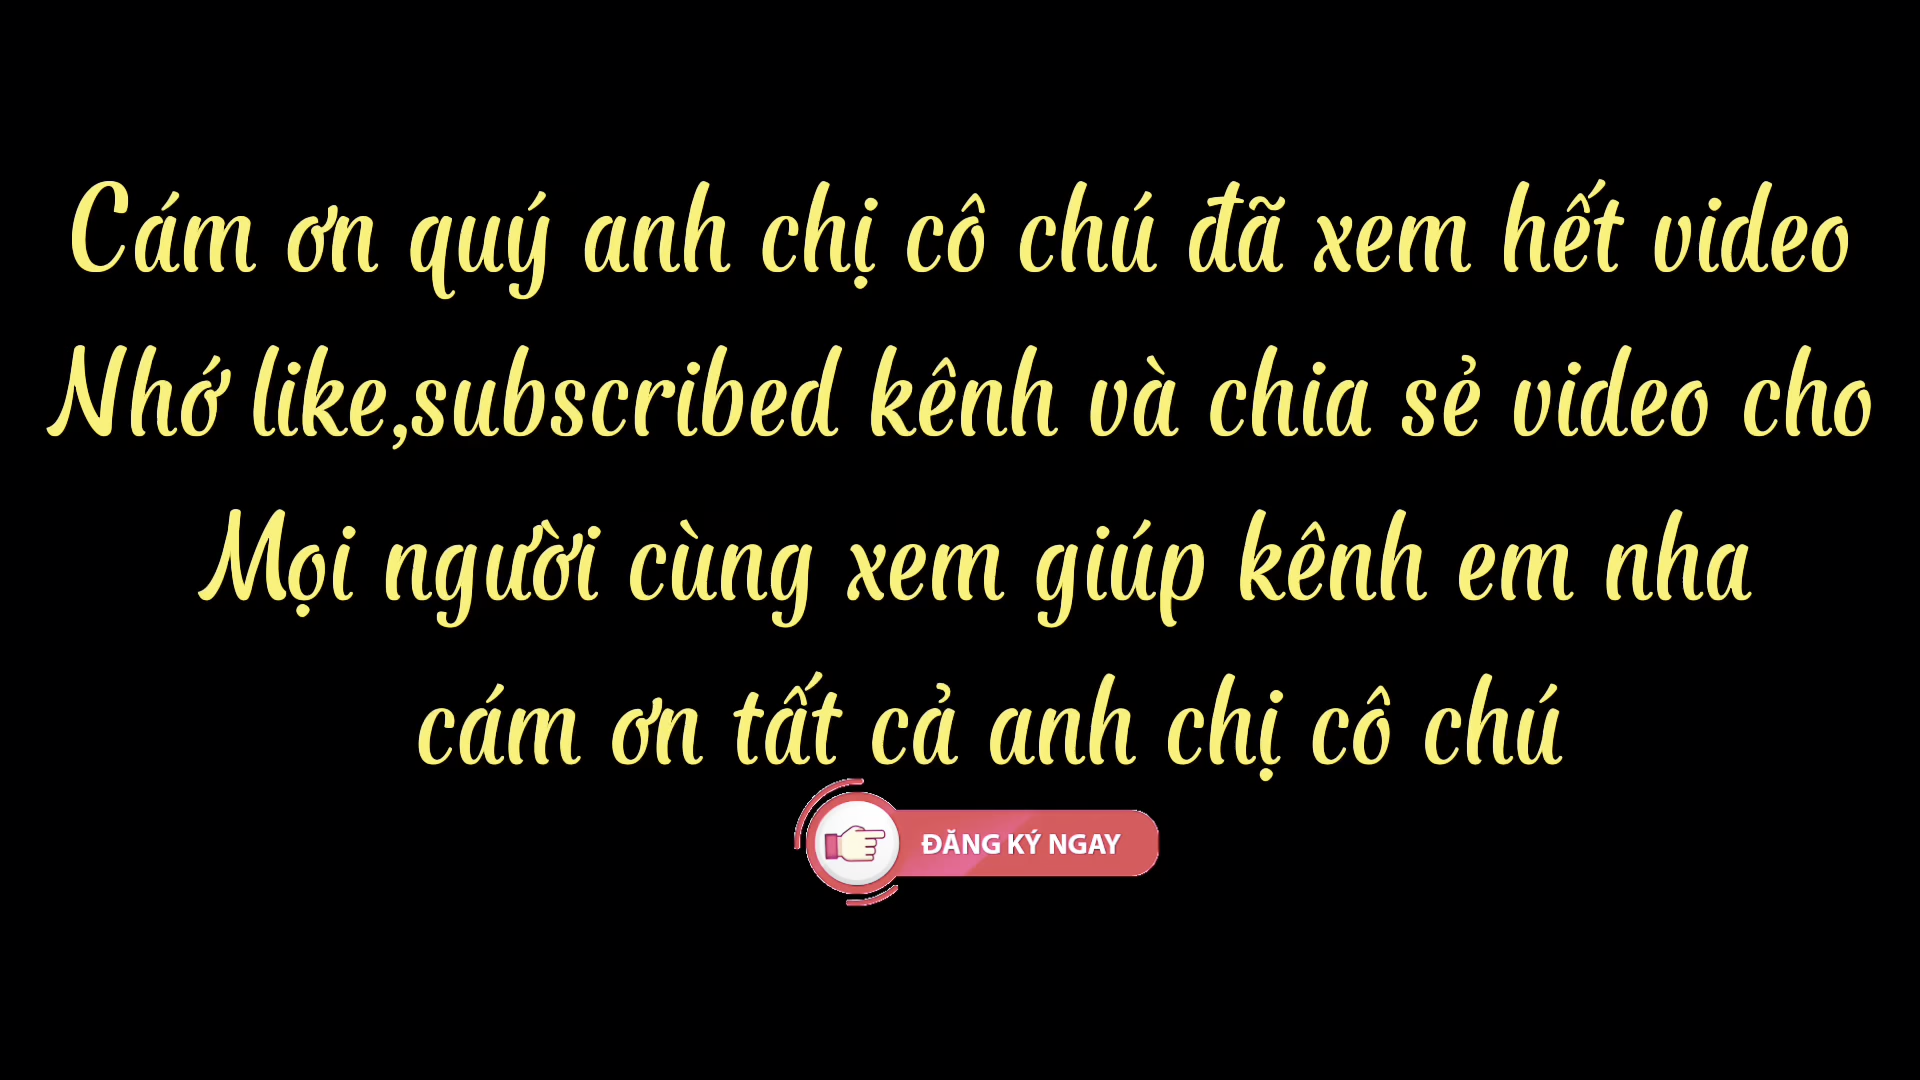 Cám ơn quý anh chị cô chú đã xem hết video
Nhớ like,subscribed kênh và chia sẻ video cho
Mọi người cùng xem giúp kênh em nha
cám ơn tất cả anh chị cô chú
ĐĂNG KÝ NGAY